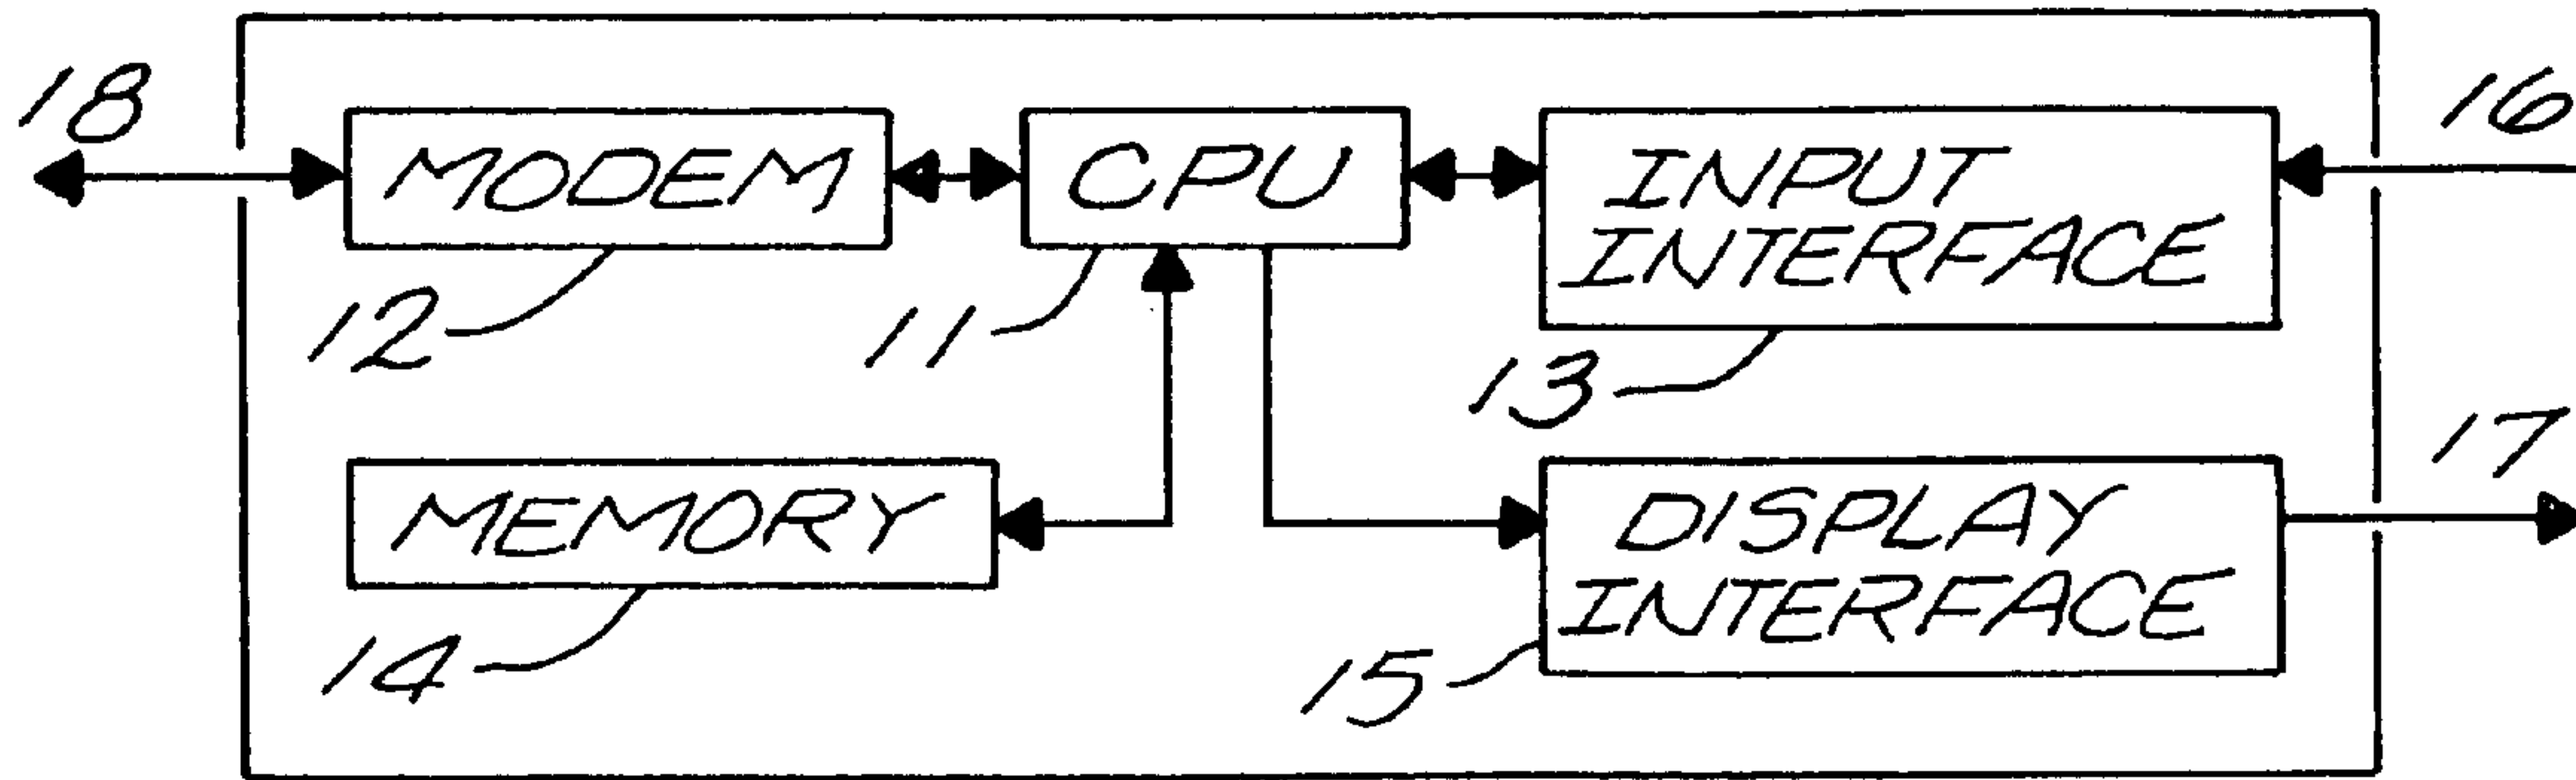 18
16
MODEM
CPU
INPUT
INTERFACE
12
11
13
17
MEMORY
DISPLAY
INTERFACE
14
15